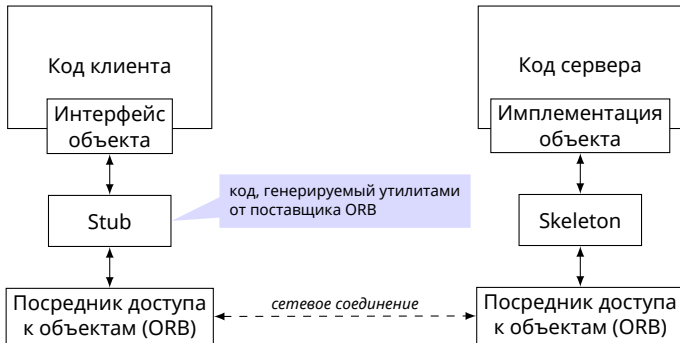 Код клиента
Код сервера
Интерфейс
объекта
Имплементация
объекта
код, генерируемый утилитами
от поставщика ORB
Stub
Skeleton
Посредник доступа
к объектам (ORB)
сетевое соединение
Посредник доступа
к объектам (ORB)